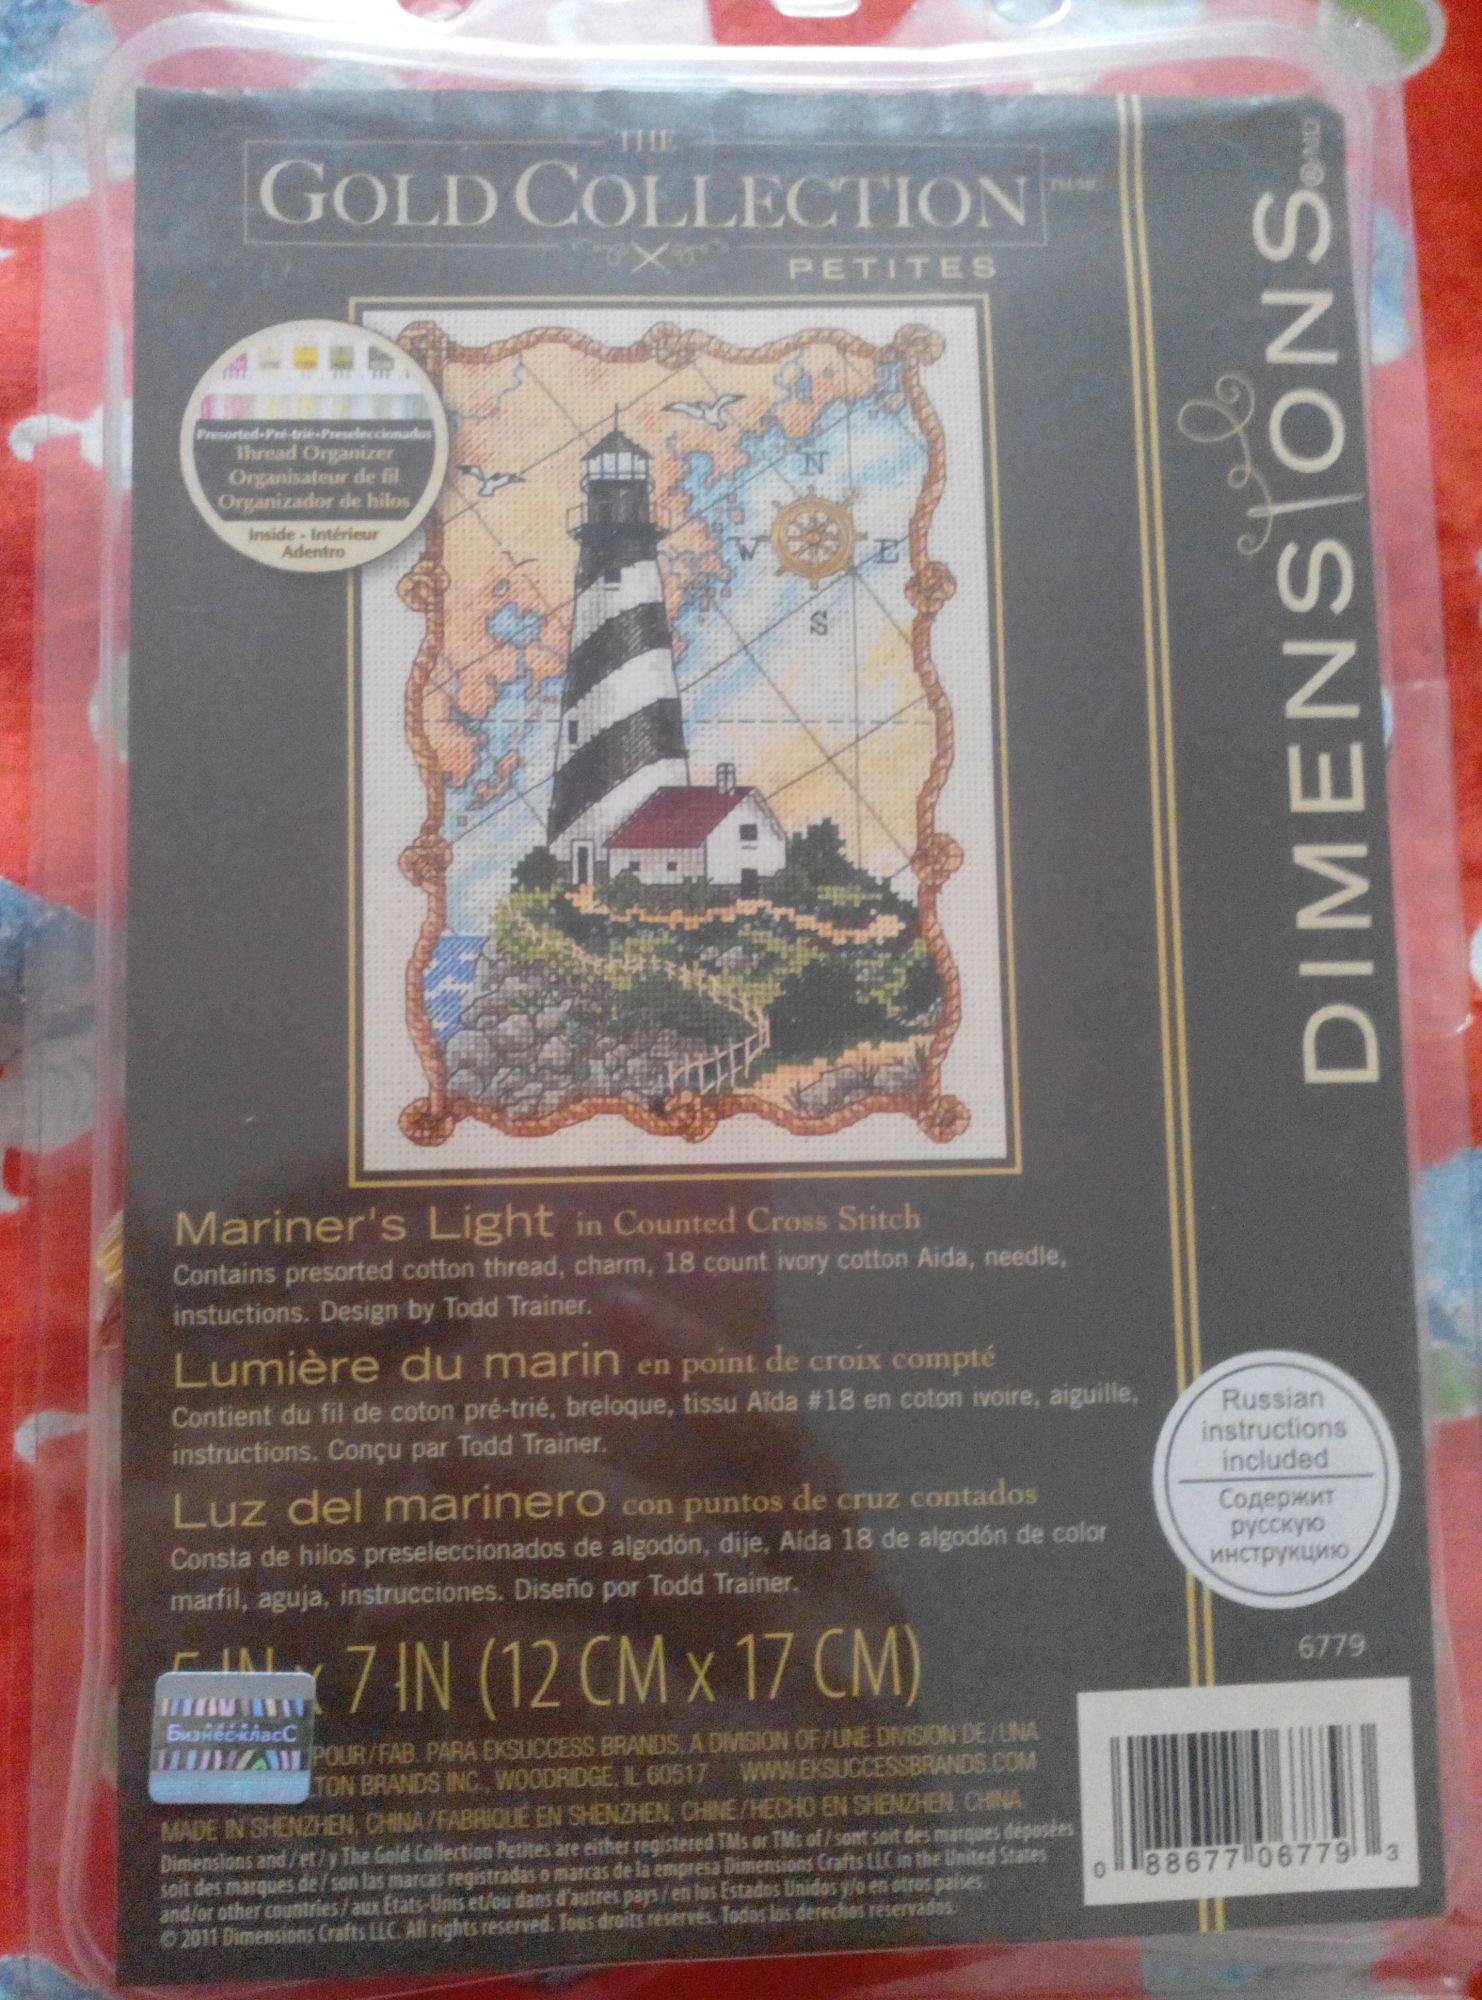 THE
GOLD COLLECTION
PETITES
DIMENSIONS®/MD
Presorted•Pré-trié•Preseleccionados
Thread Organizer
Organisateur de fil
Organizador de hilos
Inside - Intérieur
Adentro
N
W E
S
Mariner's Light in Counted Cross Stitch
Contains presorted cotton thread, charm, 18 count ivory cotton Aida, needle,
instuctions. Design by Todd Trainer.
Lumière du marin en point de croix compté
Contient du fil de coton pré-trié, breloque, tissu Aïda #18 en coton ivoire, aiguille,
instructions. Conçu par Todd Trainer.
Luz del marinero con puntos de cruz contados
Consta de hilos preseleccionados de algodón, dije, Aída 18 de algodón de color
marfil, aguja, instrucciones. Diseño por Todd Trainer.
Russian
instructions
included
Содержит
русскую
инструкцию
5 IN x 7 IN (12 CM x 17 CM)
6779
Бизнес-класС
POUR/FAB. PARA EKSUCCESS BRANDS, A DIVISION OF/UNE DIVISION DE/UNA
TON BRANDS INC., WOODRIDGE, IL 60517 WWW.EKSUCCESSBRANDS.COM
MADE IN SHENZHEN, CHINA/FABRIQUÉ EN SHENZHEN, CHINE/HECHO EN SHENZHEN, CHINA
Dimensions and/et/y The Gold Collection Petites are either registered TMs or TMs of/sont soit des marques déposées
soit des marques de/son las marcas registradas o marcas de la empresa Dimensions Crafts LLC in the United States
and/or other countries/aux États-Unis et/ou dans d'autres pays/en los Estados Unidos y/o en otros países.
© 2011 Dimensions Crafts LLC. All rights reserved. Tous droits réservés. Todos los derechos reservados.
0 88677 06779 3